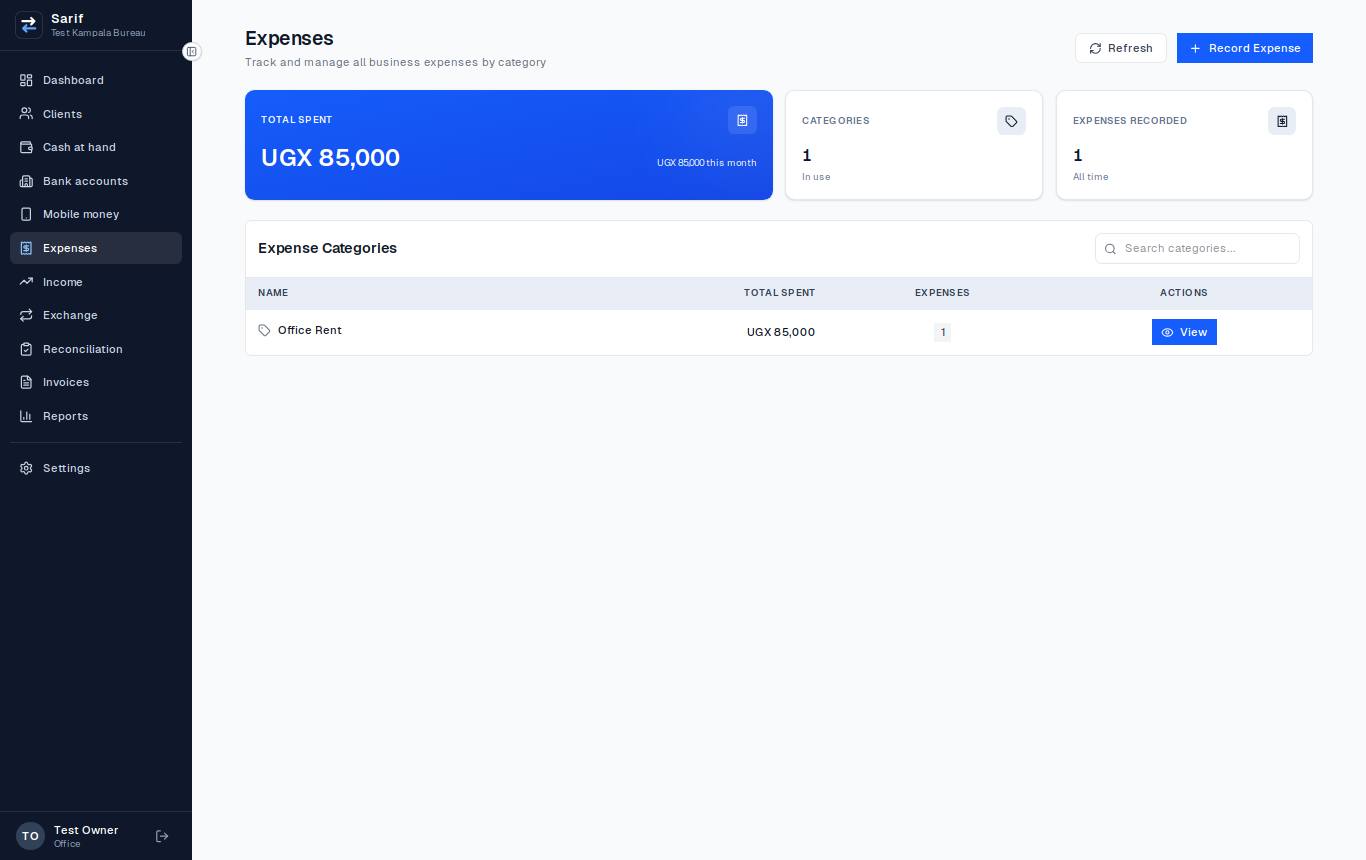 Sarif
Test Kampala Bureau
Dashboard
Clients
Cash at hand
Bank accounts
Mobile money
Expenses
Income
Exchange
Reconciliation
Invoices
Reports
Settings
TO
Test Owner
Office
Expenses
Track and manage all business expenses by category
Refresh
Record Expense
TOTAL SPENT
UGX 85,000
UGX 85,000 this month
CATEGORIES
1
In use
EXPENSES RECORDED
1
All time
Expense Categories
Search categories...
NAME TOTAL SPENT EXPENSES ACTIONS
Office Rent UGX 85,000 1 View